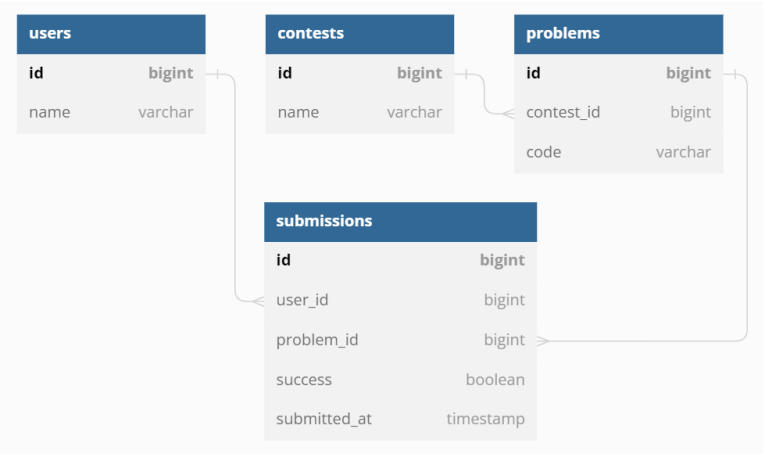 users
id bigint
name varchar
contests
id bigint
name varchar
problems
id bigint
contest_id bigint
code varchar
submissions
id bigint
user_id bigint
problem_id bigint
success boolean
submitted_at timestamp